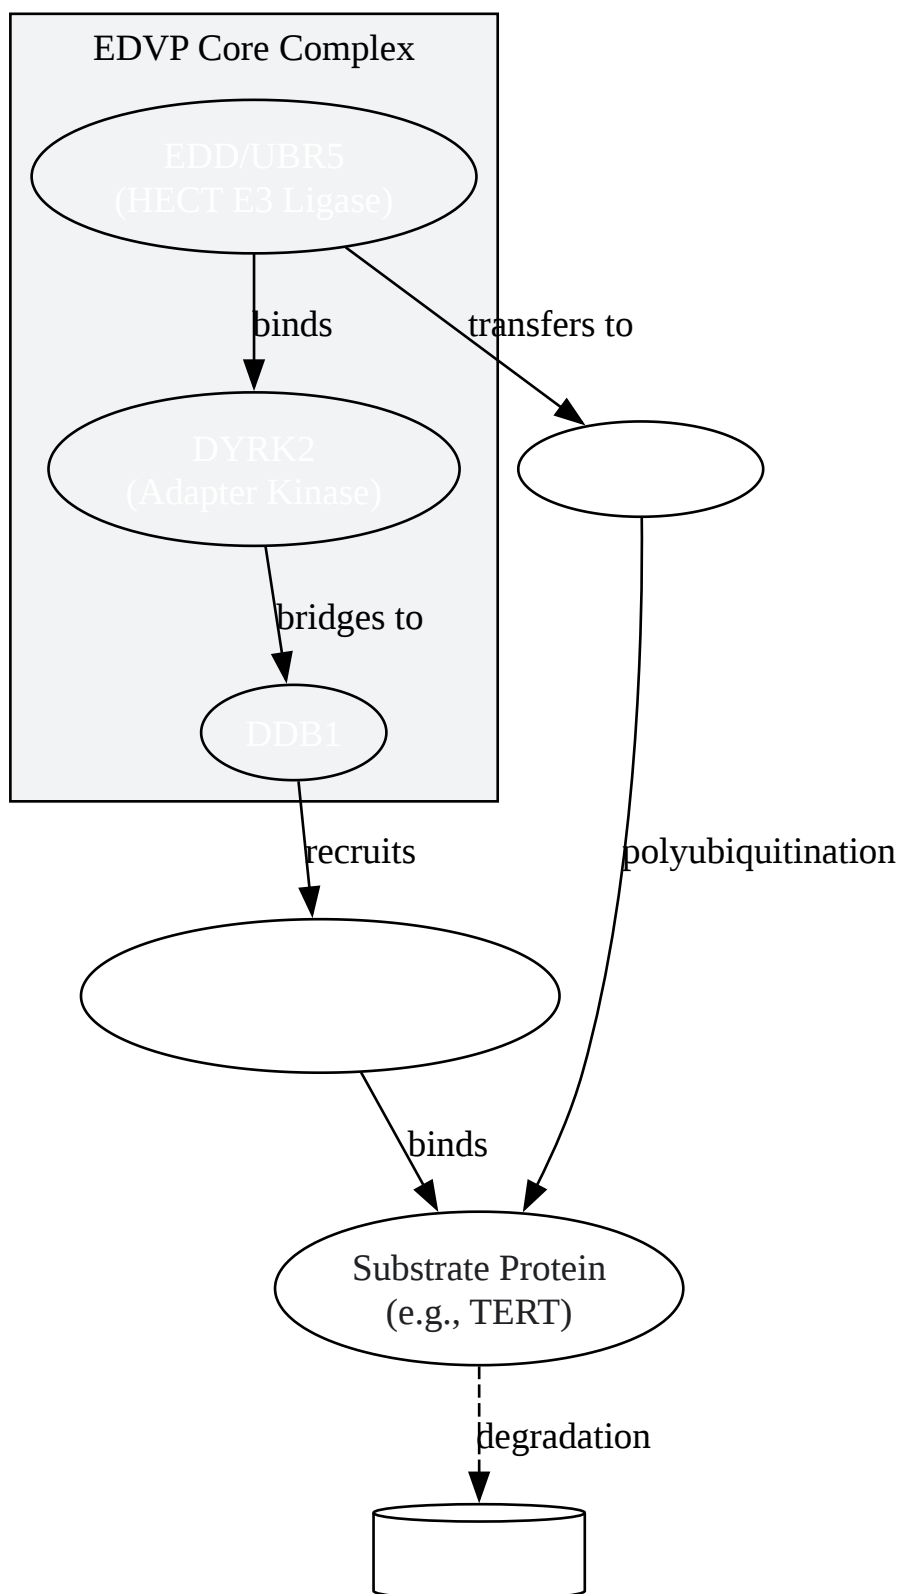 EDVP Core Complex
EDD/UBR5
(HECT E3 Ligase)
binds
transfers to
DYRK2
(Adapter Kinase)
bridges to
DDB1
recruits
polyubiquitination
binds
Substrate Protein
(e.g., TERT)
degradation